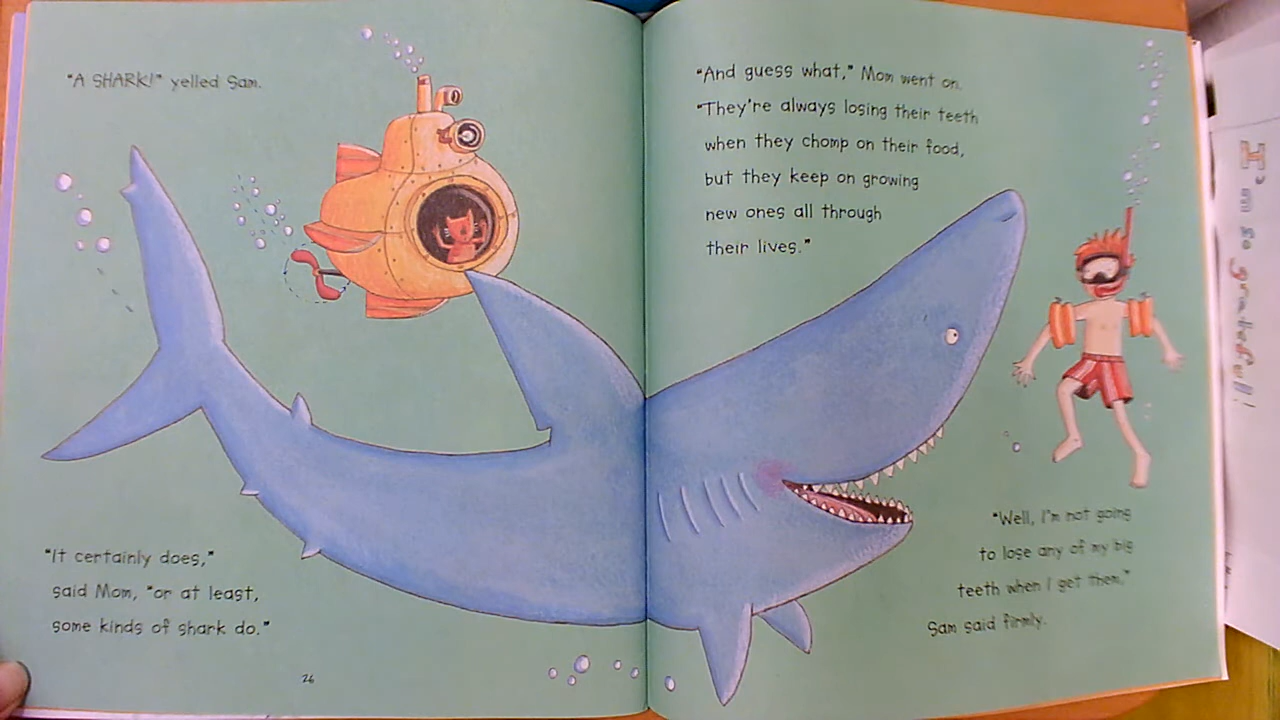 "A SHARK!" yelled Sam.
"It certainly does,"
said Mom, "or at least,
some kinds of shark do."
26
"And guess what," Mom went on.
"They're always losing their teeth
when they chomp on their food,
but they keep on growing
new ones all through
their lives."
"Well, I'm not going
to lose any of my big
teeth when I get them,"
Sam said firmly.
I'm so grateful!